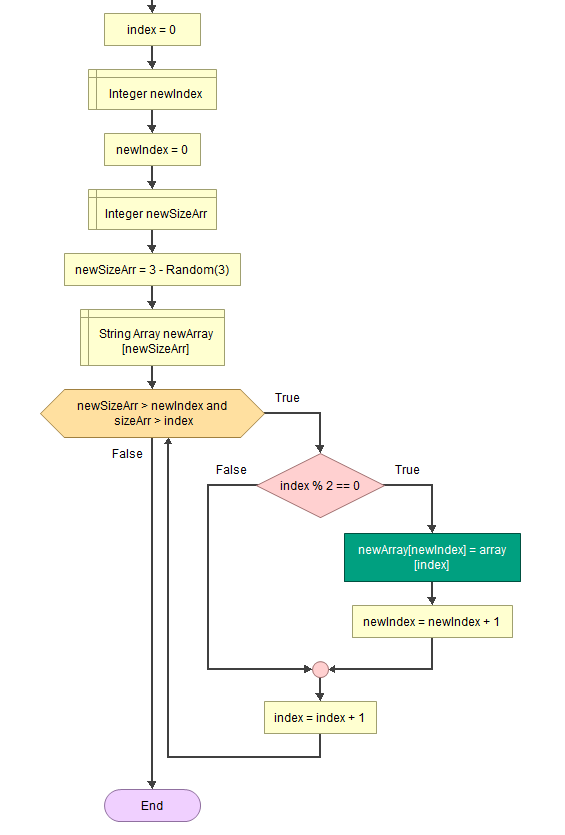 index = 0
Integer newIndex
newIndex = 0
Integer newSizeArr
newSizeArr = 3 - Random(3)
String Array newArray
[newSizeArr]
newSizeArr > newIndex and
sizeArr > index
True
False
False
True
index % 2 == 0
newArray[newIndex] = array
[index]
newIndex = newIndex + 1
index = index + 1
End